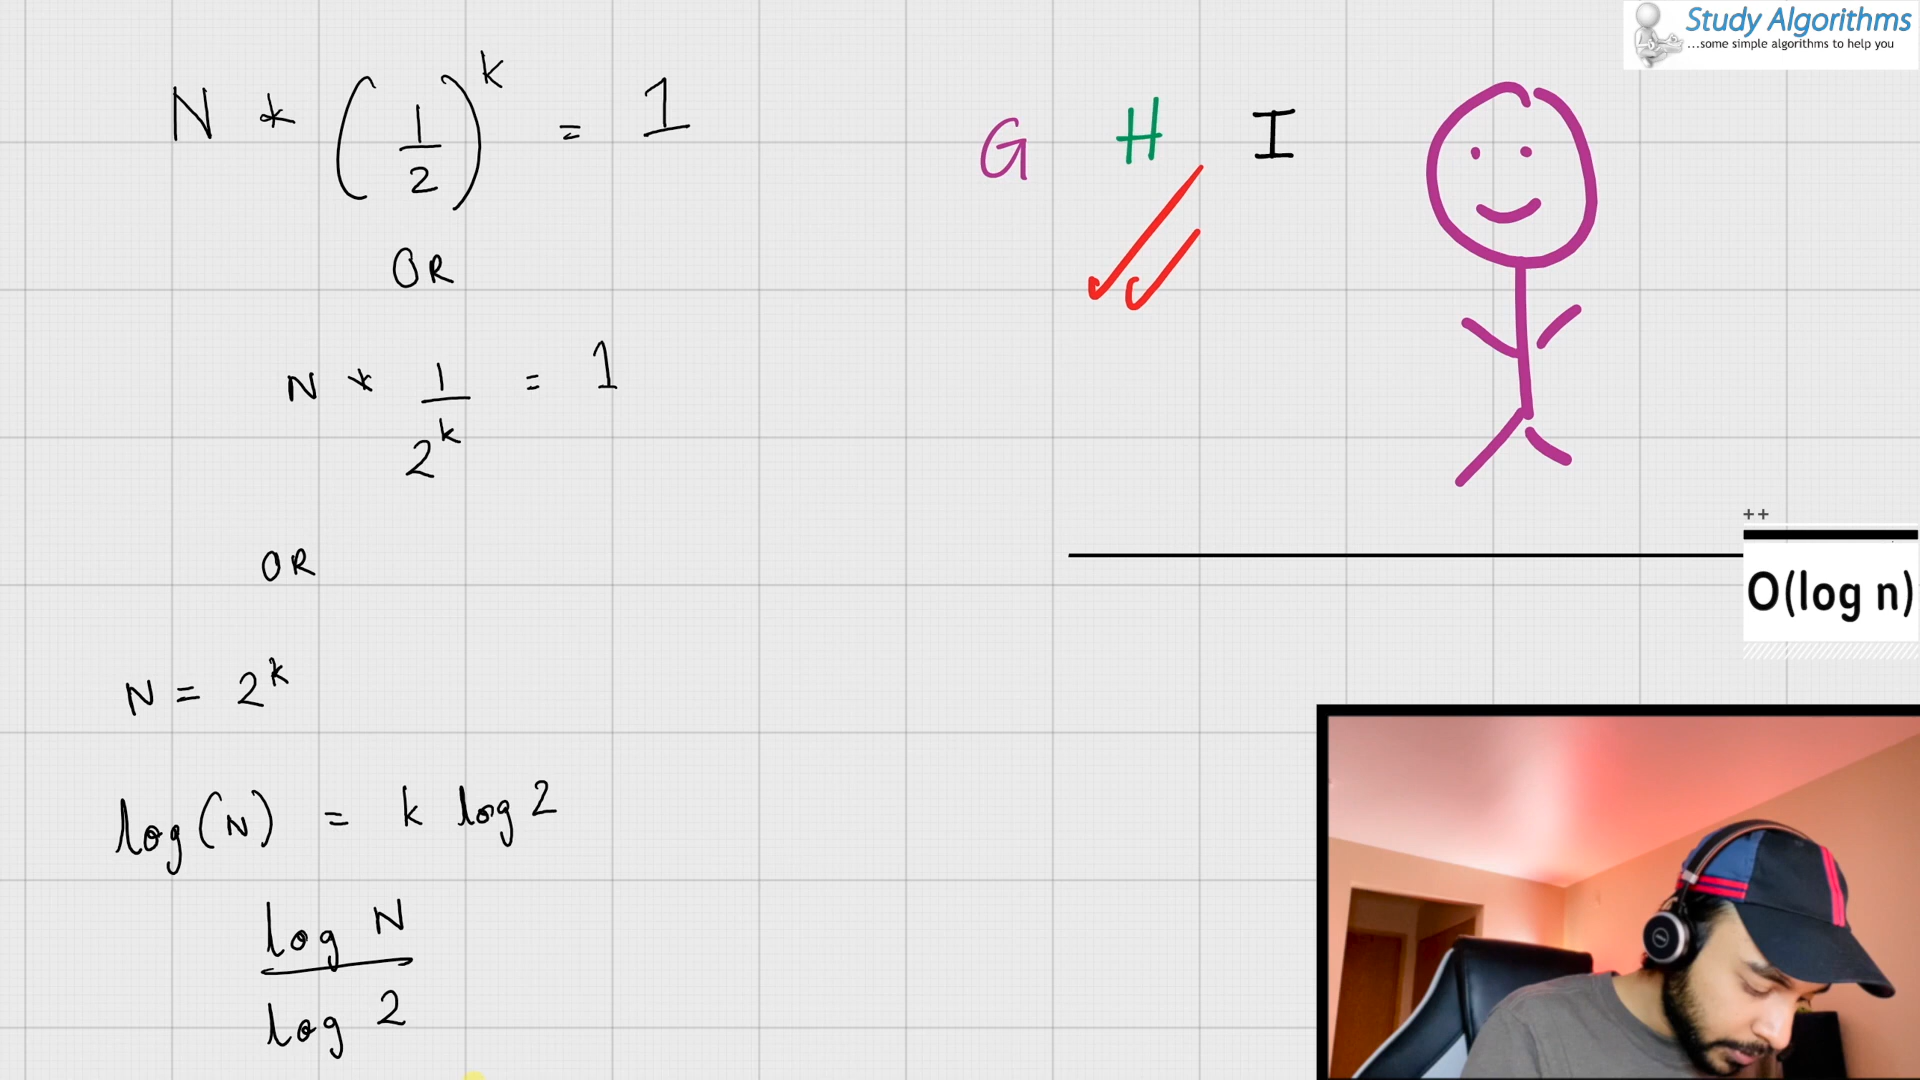 Study Algorithms
...some simple algorithms to help you
N * (1/2)^k = 1
OR
N * 1/2^k = 1
OR
N = 2^k
log(N) = k log 2
log N
log 2
G H I
++
O(log n)